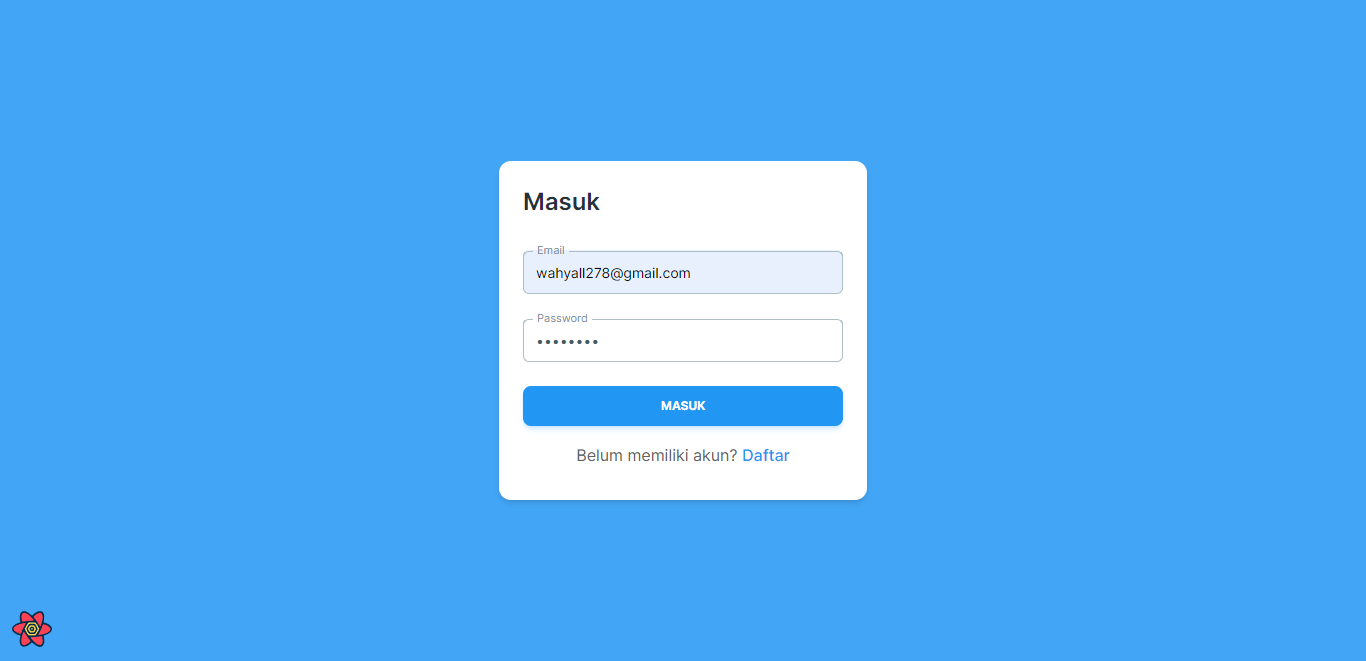 Masuk
Email
wahyall278@gmail.com
Password
••••••••
MASUK
Belum memiliki akun? Daftar